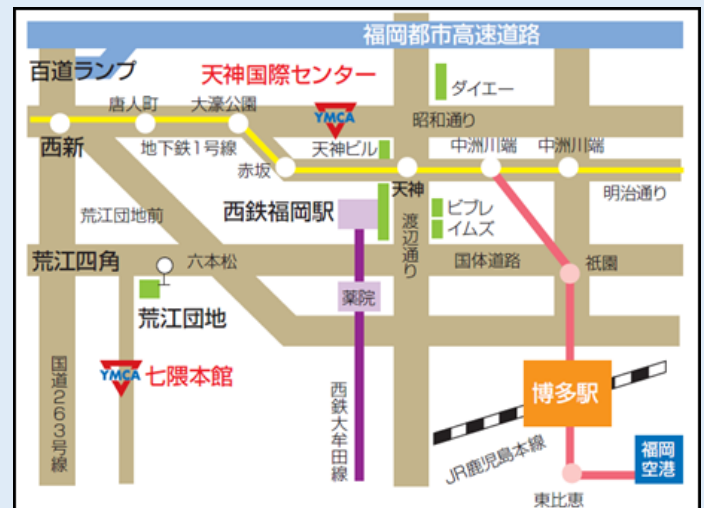 福岡都市高速道路
百道ランプ
天神国際センター
ダイエー
唐人町
大濠公園
YMCA
昭和通り
西新
地下鉄1号線
天神ビル
中洲川端
中洲川端
赤坂
天神
明治通り
荒江団地前
西鉄福岡駅
ビブレ
イムズ
渡辺通り
荒江四角
六本松
国体道路
祇園
薬院
荒江団地
国道263号線
YMCA
七隈本館
西鉄大牟田線
博多駅
JR鹿児島本線
福岡
空港
東比恵